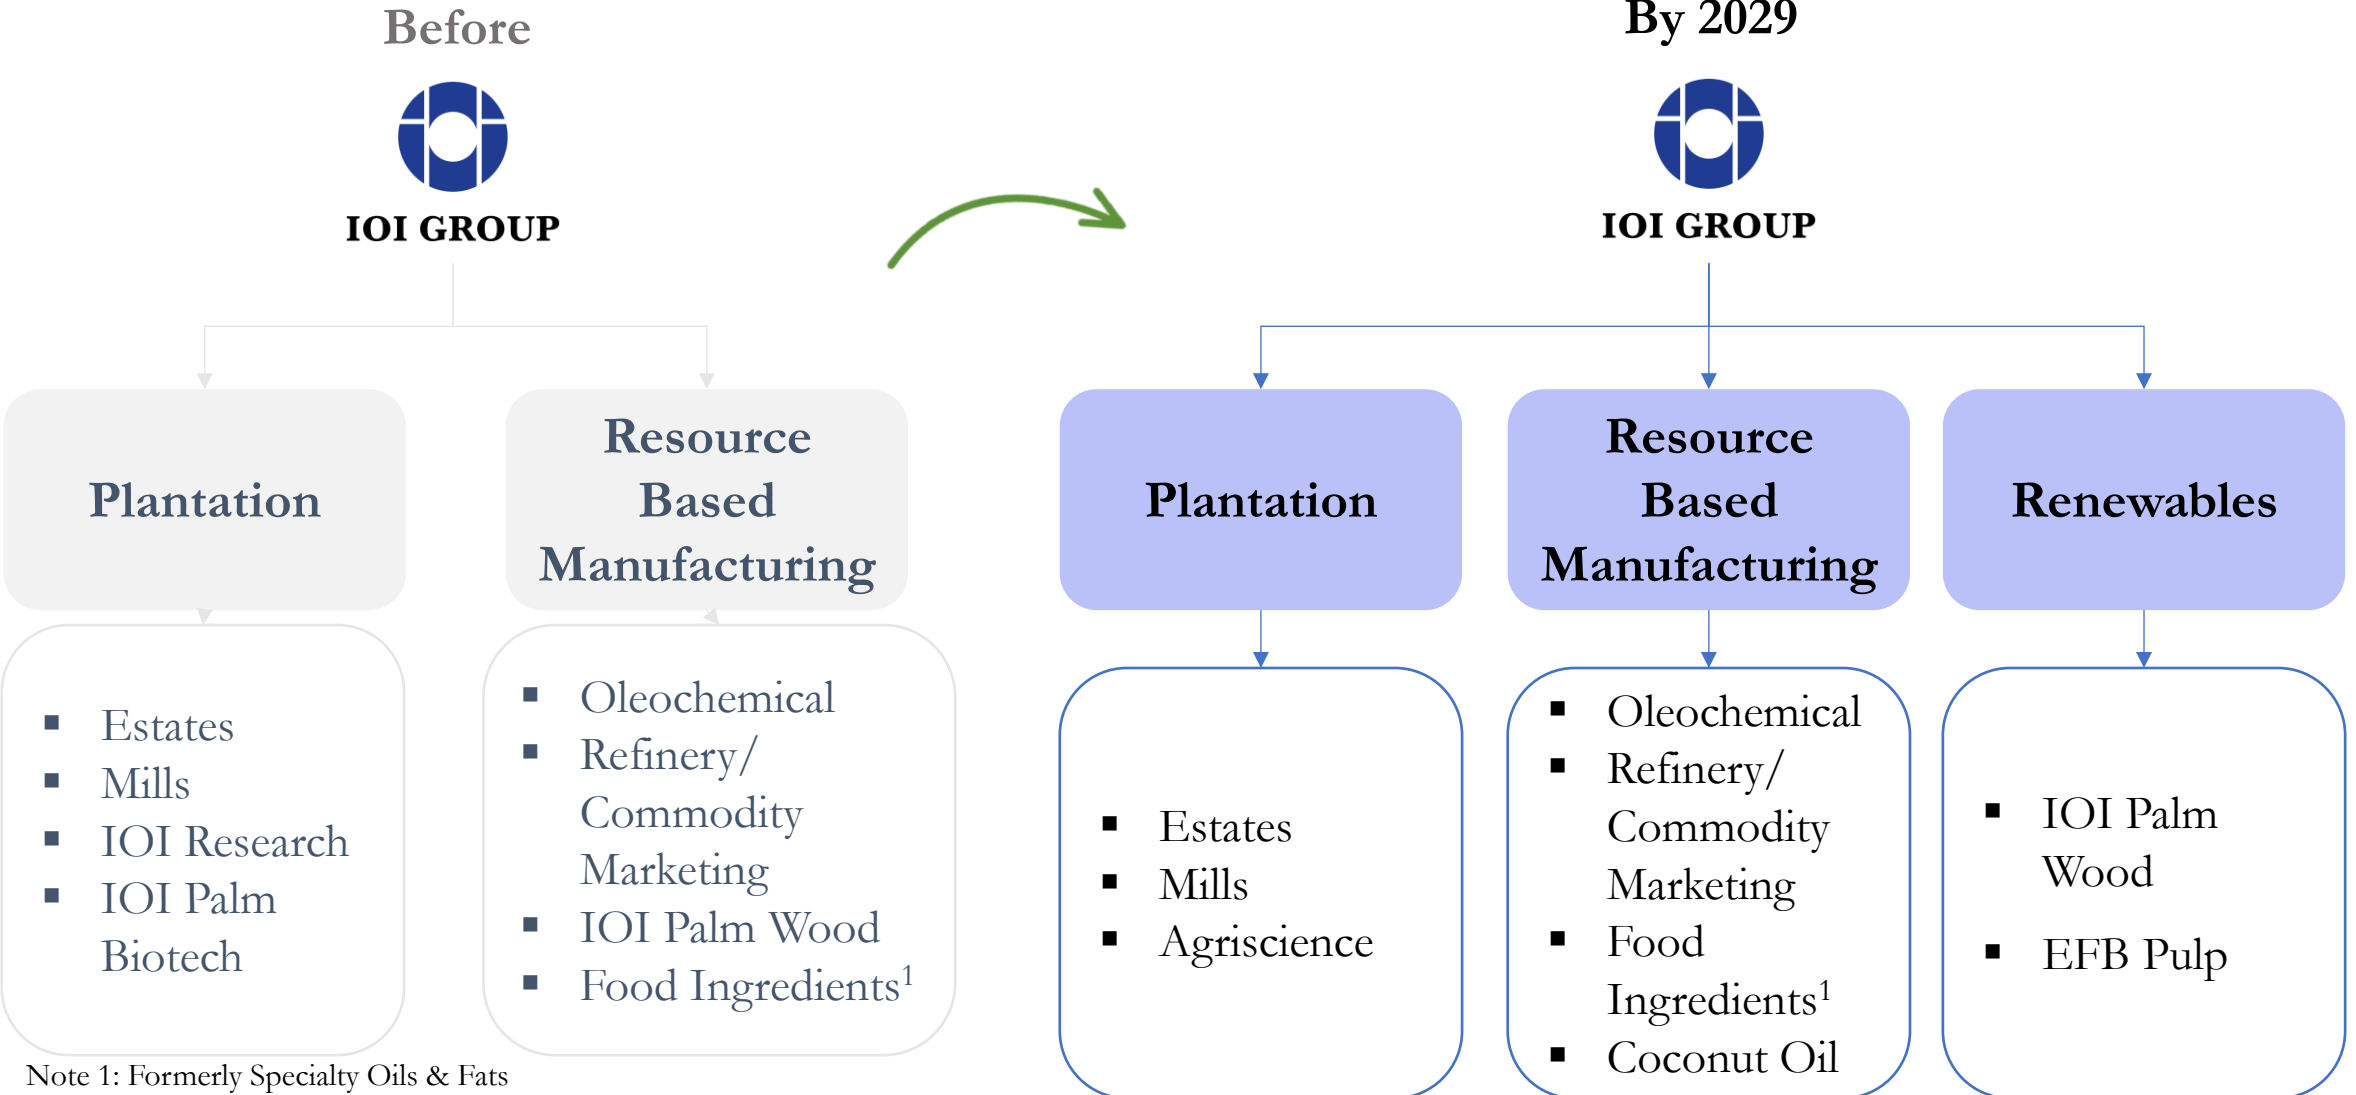 Before
IOI GROUP
Plantation
Resource
Based
Manufacturing
▪ Estates
▪ Mills
▪ IOI Research
▪ IOI Palm
Biotech
▪ Oleochemical
▪ Refinery/
Commodity
Marketing
▪ IOI Palm Wood
▪ Food Ingredients¹
Note 1: Formerly Specialty Oils & Fats
By 2029
IOI GROUP
Plantation
Resource
Based
Manufacturing
Renewables
▪ Estates
▪ Mills
▪ Agriscience
▪ Oleochemical
▪ Refinery/
Commodity
Marketing
▪ Food
Ingredients¹
▪ Coconut Oil
▪ IOI Palm
Wood
▪ EFB Pulp